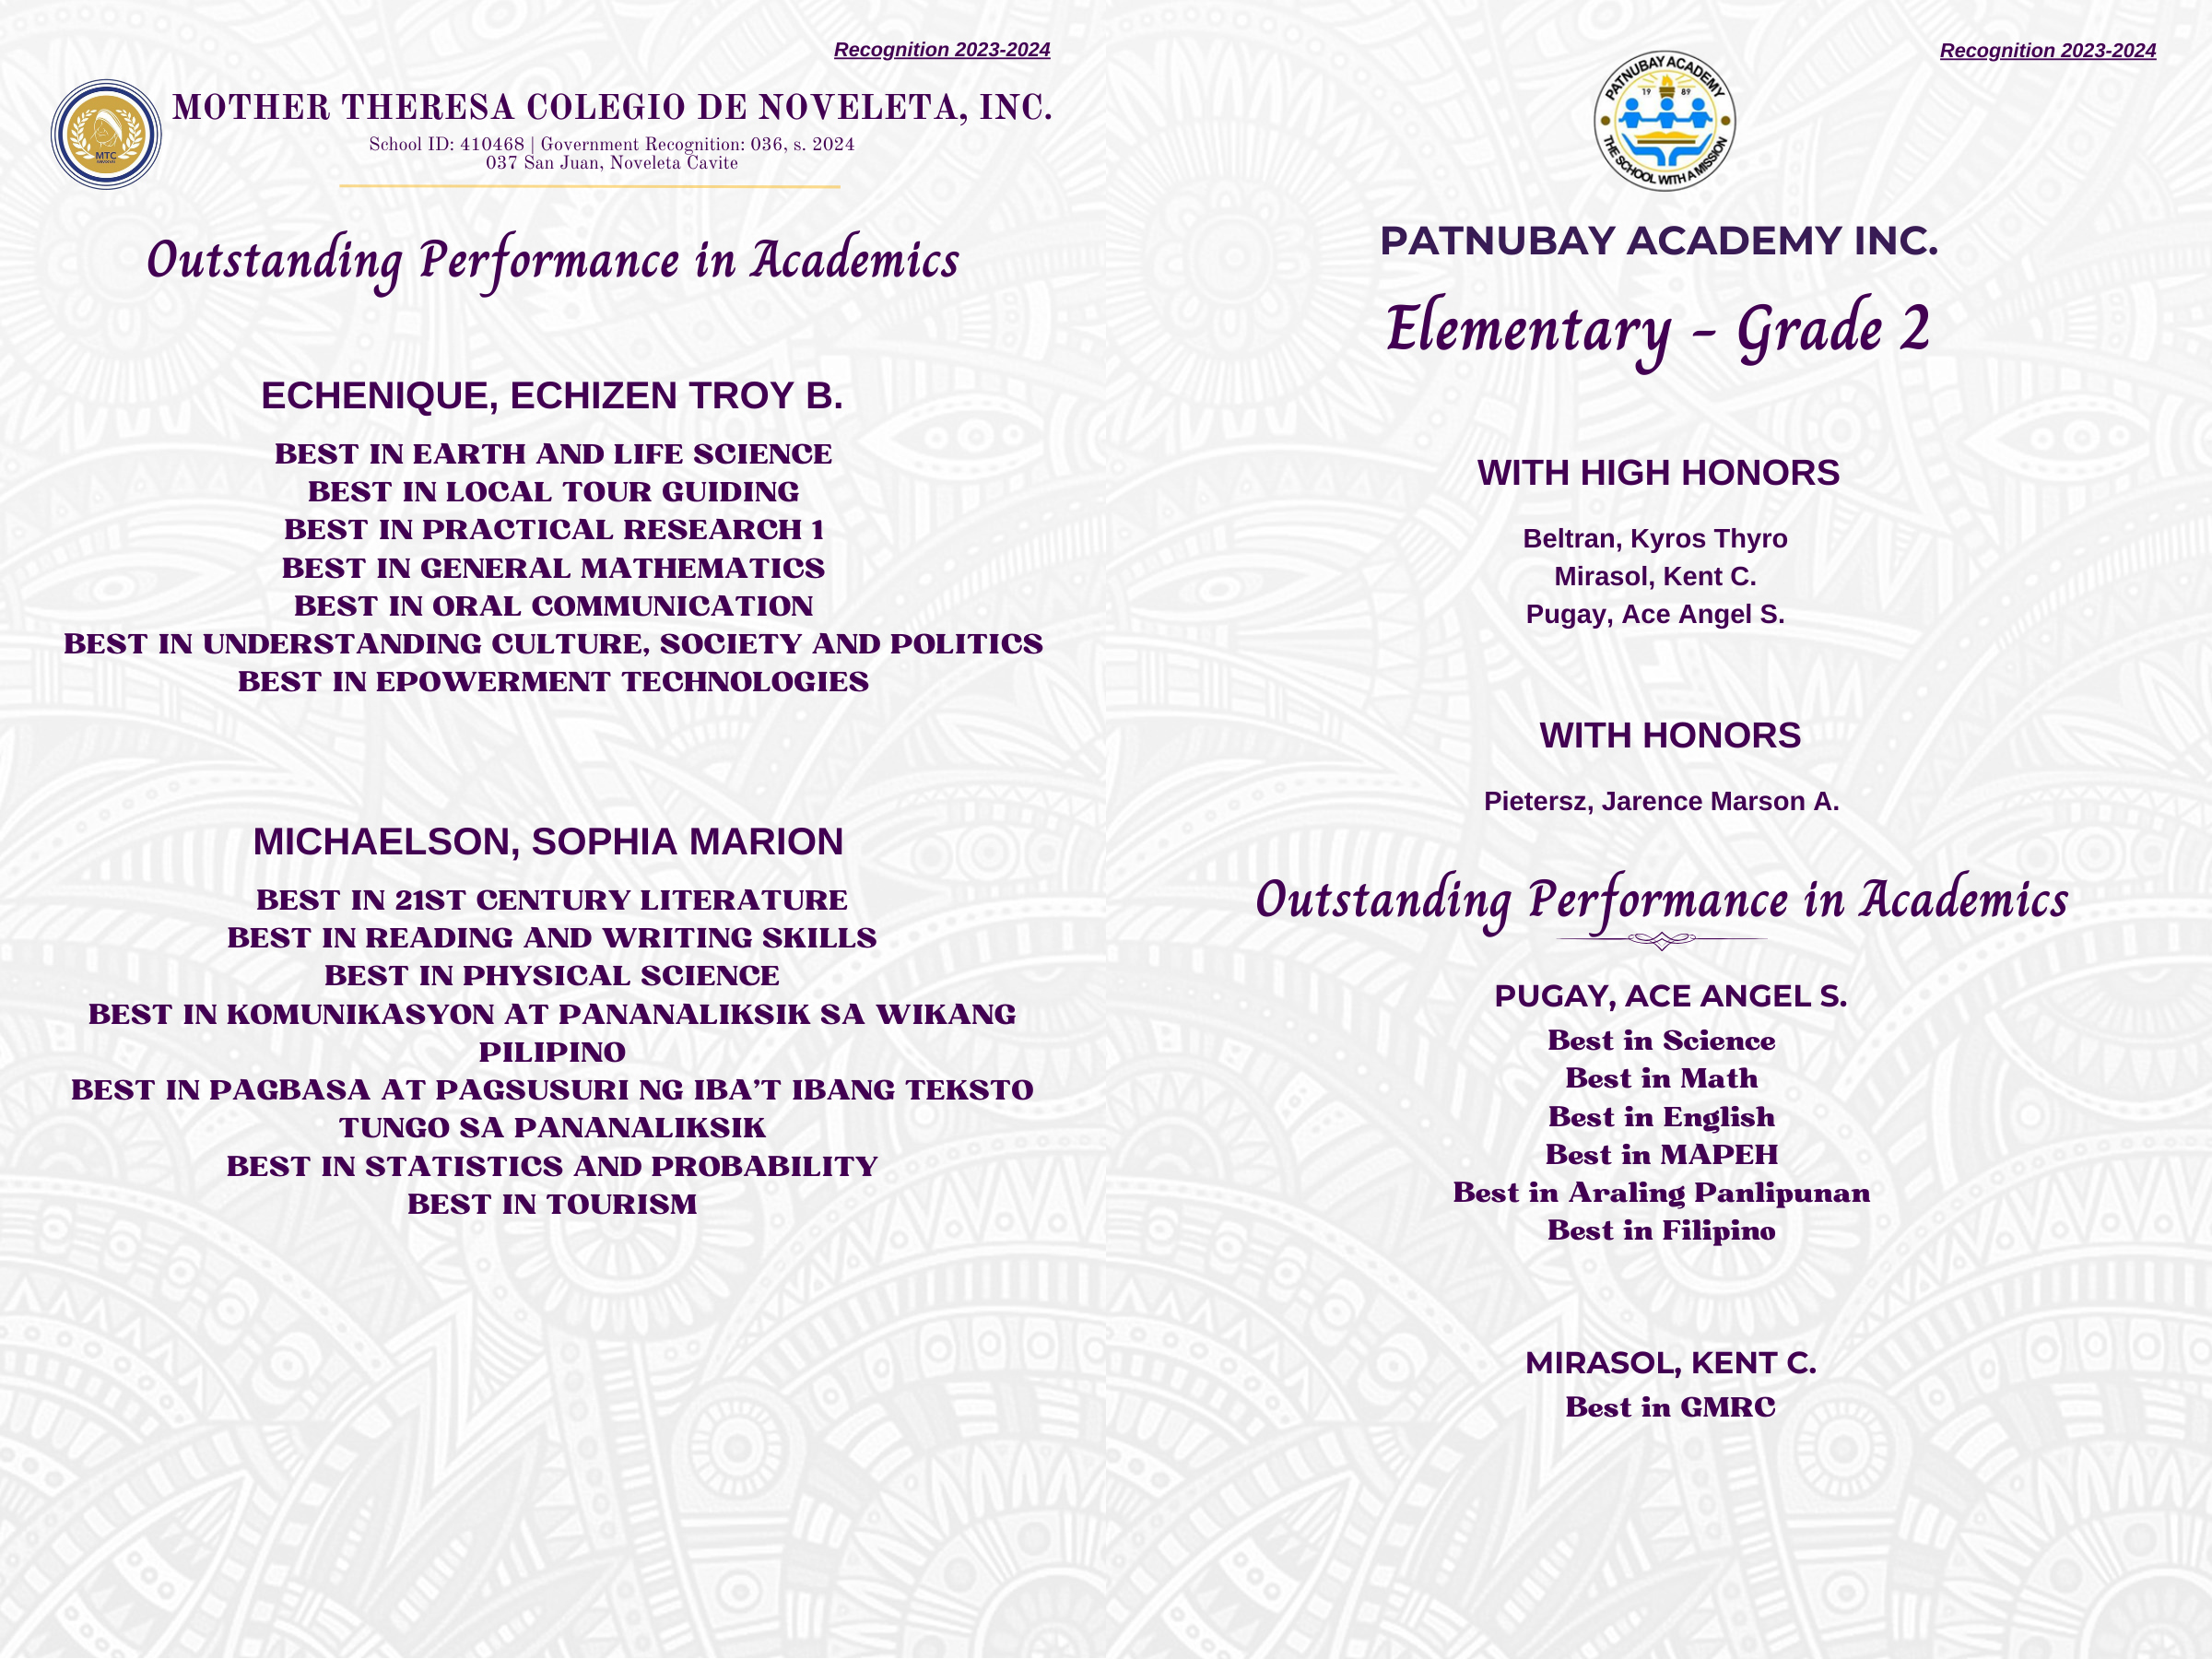 Recognition 2023-2024
MOTHER THERESA COLEGIO DE NOVELETA, INC.
School ID: 410468 | Government Recognition: 036, s. 2024
037 San Juan, Noveleta Cavite
MTC
Outstanding Performance in Academics
ECHENIQUE, ECHIZEN TROY B.
BEST IN EARTH AND LIFE SCIENCE
BEST IN LOCAL TOUR GUIDING
BEST IN PRACTICAL RESEARCH 1
BEST IN GENERAL MATHEMATICS
BEST IN ORAL COMMUNICATION
BEST IN UNDERSTANDING CULTURE, SOCIETY AND POLITICS
BEST IN EPOWERMENT TECHNOLOGIES
MICHAELSON, SOPHIA MARION
BEST IN 21ST CENTURY LITERATURE
BEST IN READING AND WRITING SKILLS
BEST IN PHYSICAL SCIENCE
BEST IN KOMUNIKASYON AT PANANALIKSIK SA WIKANG
PILIPINO
BEST IN PAGBASA AT PAGSUSURI NG IBA'T IBANG TEKSTO
TUNGO SA PANANALIKSIK
BEST IN STATISTICS AND PROBABILITY
BEST IN TOURISM
Recognition 2023-2024
PATNUBAY ACADEMY
19 89
THE SCHOOL WITH A MISSION
PATNUBAY ACADEMY INC.
Elementary - Grade 2
WITH HIGH HONORS
Beltran, Kyros Thyro
Mirasol, Kent C.
Pugay, Ace Angel S.
WITH HONORS
Pietersz, Jarence Marson A.
Outstanding Performance in Academics
PUGAY, ACE ANGEL S.
Best in Science
Best in Math
Best in English
Best in MAPEH
Best in Araling Panlipunan
Best in Filipino
MIRASOL, KENT C.
Best in GMRC